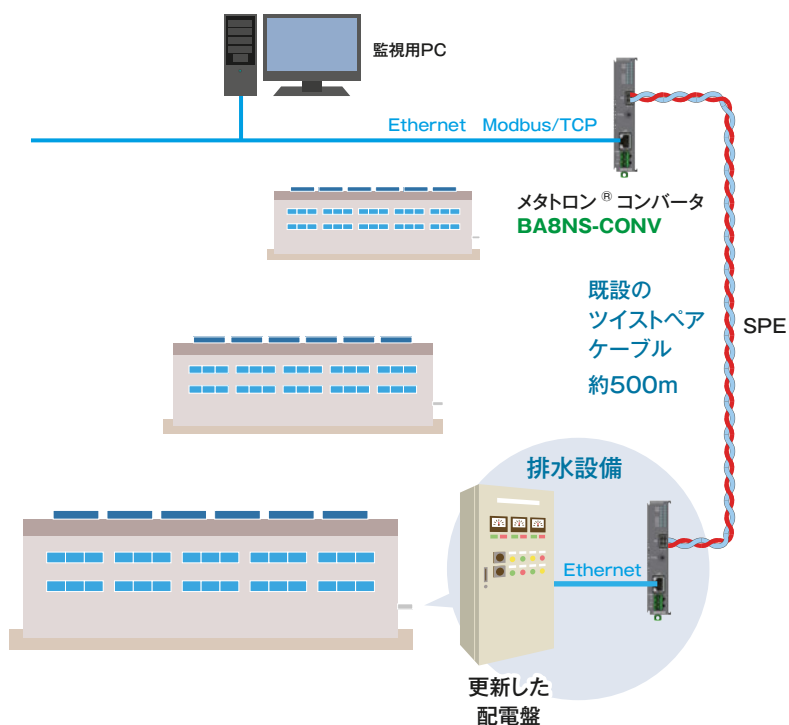 監視用PC
Ethernet Modbus/TCP
メタトロン ® コンバータ
BA8NS-CONV
既設の
ツイストペア
ケーブル
約500m
SPE
排水設備
Ethernet
更新した
配電盤